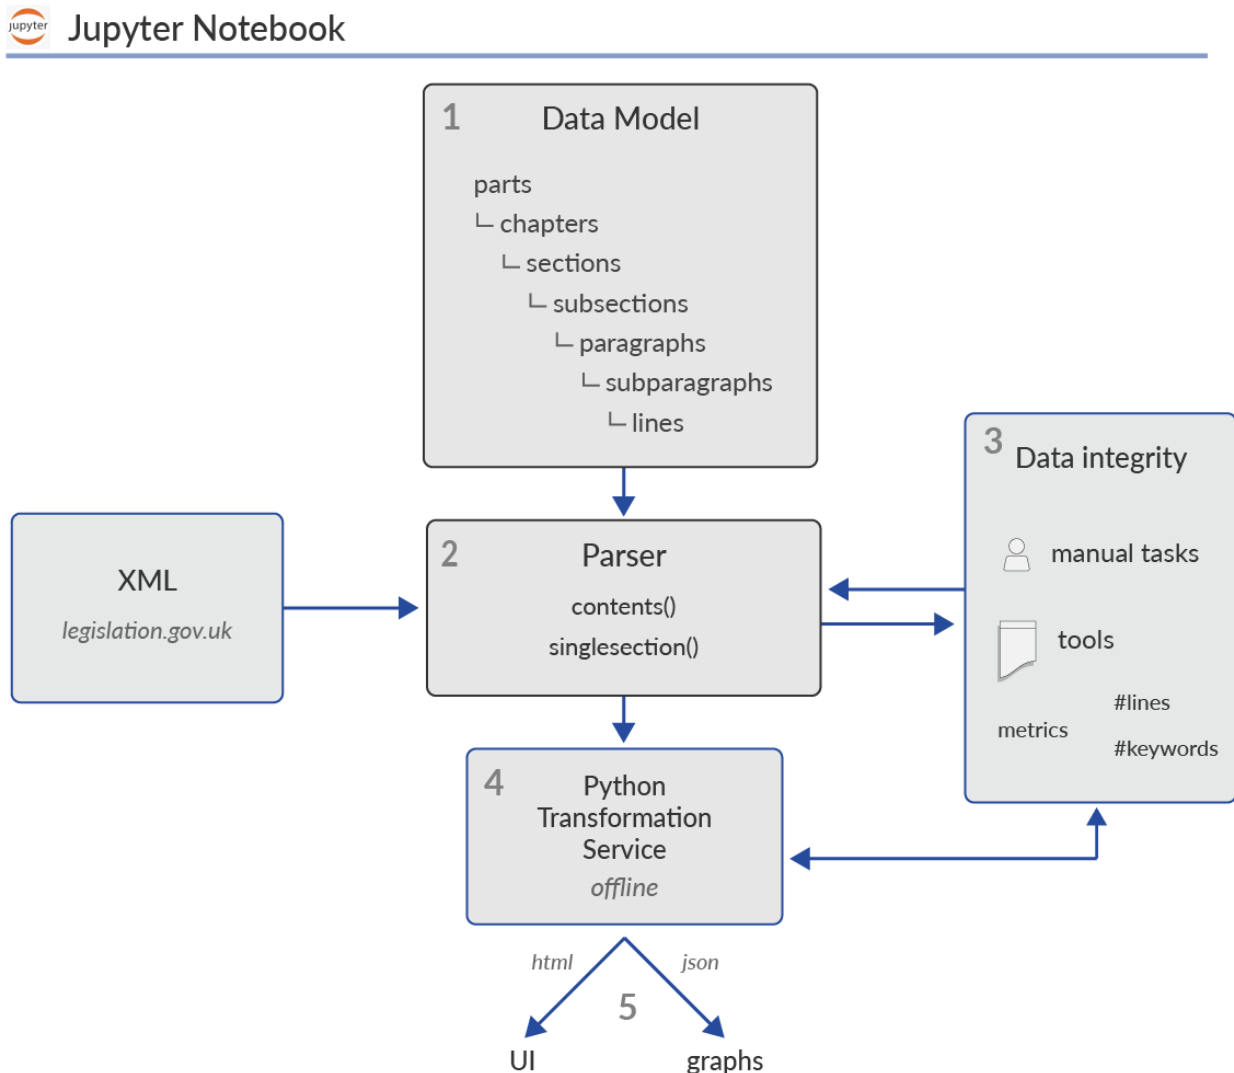 jupyter
Jupyter Notebook
1
Data Model
parts
chapters
sections
subsections
paragraphs
subparagraphs
lines
XML
legislation.gov.uk
2
Parser
contents()
singlesection()
3
Data integrity
manual tasks
tools
metrics
#lines
#keywords
4
Python
Transformation
Service
offline
html
json
5
UI
graphs